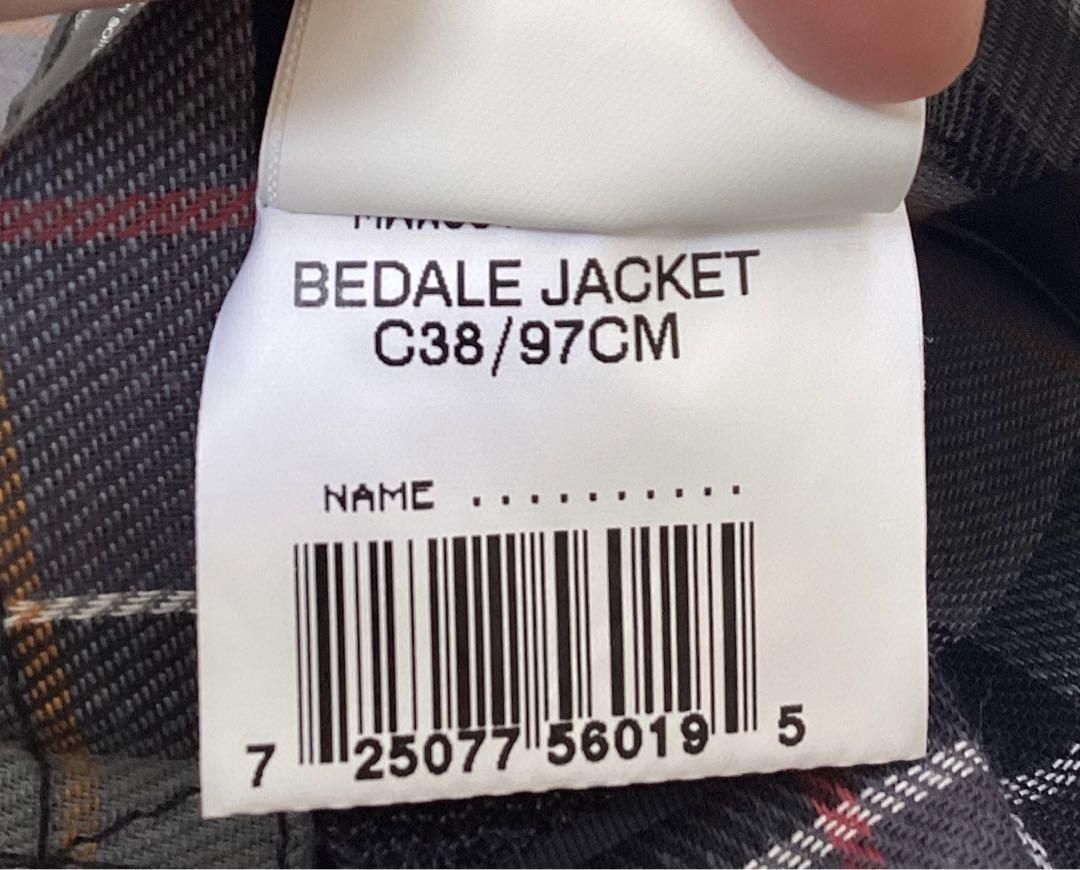 BEDALE JACKET
C38/97CM
NAME ...........
7 25077 56019 5